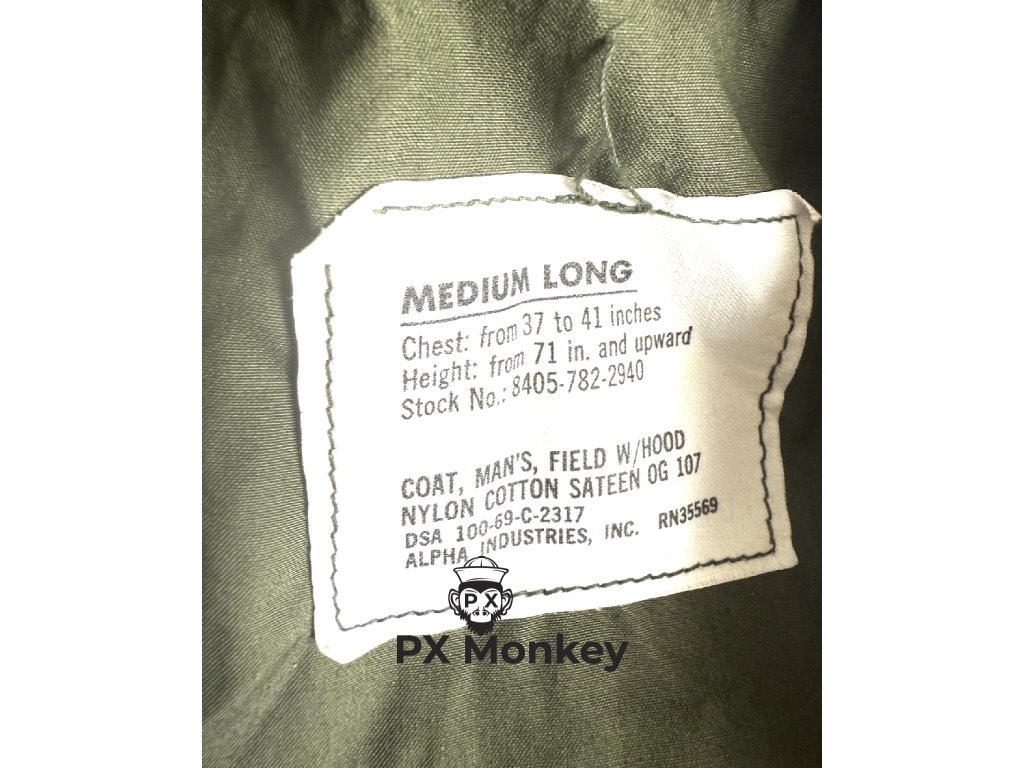 MEDIUM LONG
Chest: from 37 to 41 inches
Height: from 71 in. and upward
Stock No.: 8405-782-2940
COAT, MAN'S, FIELD W/HOOD
NYLON COTTON SATEEN OG 107
DSA 100-69-C-2317
ALPHA INDUSTRIES, INC. RN35569
P X
PX Monkey